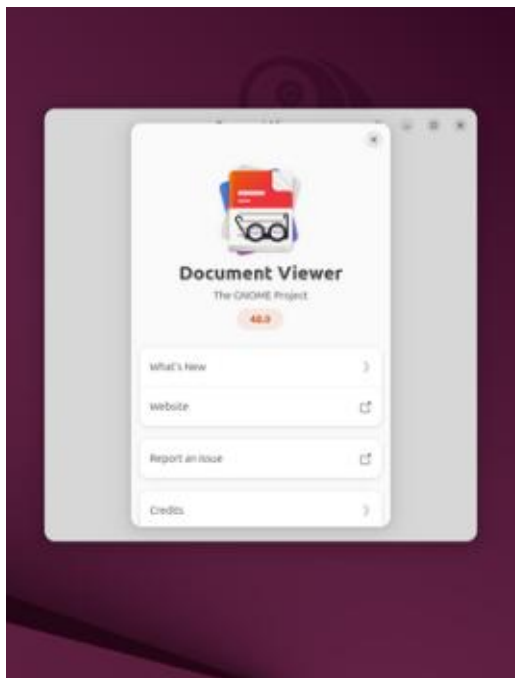 Document Viewer
The GNOME Project
48.0
What's New
Website
Report an Issue
Credits